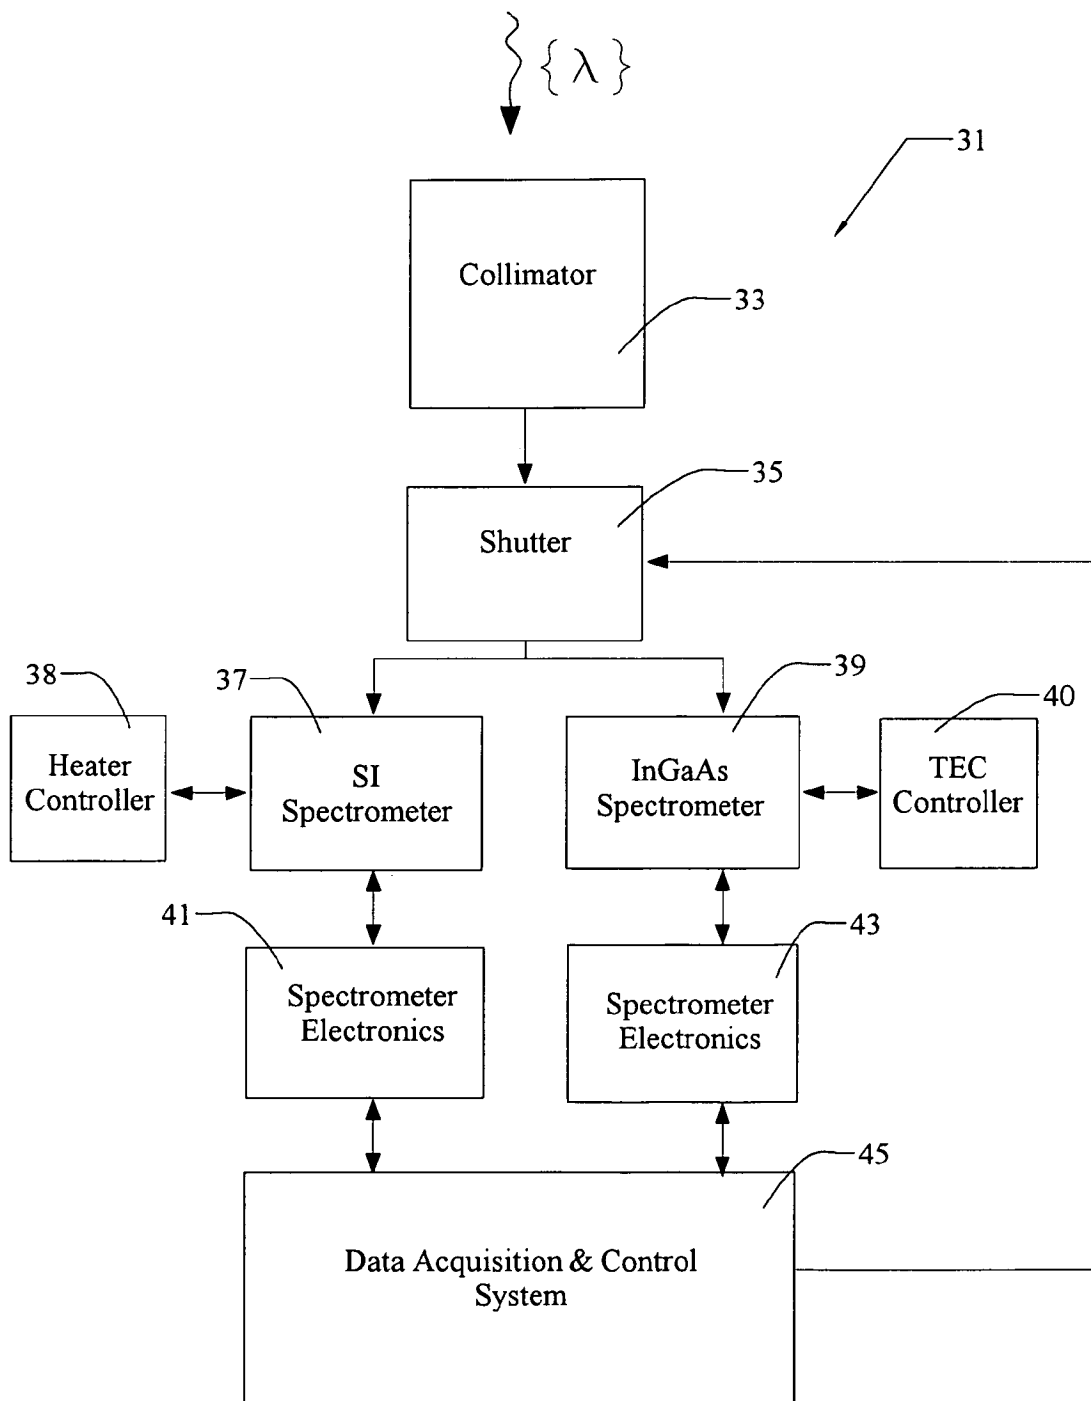 { λ }
31
Collimator
33
35
Shutter
38
37
39
40
Heater
Controller
SI
Spectrometer
InGaAs
Spectrometer
TEC
Controller
41
43
Spectrometer
Electronics
Spectrometer
Electronics
45
Data Acquisition & Control
System